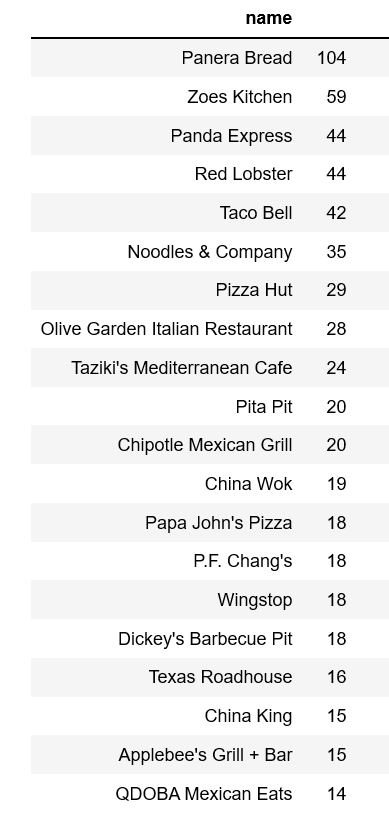 name
Panera Bread 104
Zoes Kitchen 59
Panda Express 44
Red Lobster 44
Taco Bell 42
Noodles & Company 35
Pizza Hut 29
Olive Garden Italian Restaurant 28
Taziki's Mediterranean Cafe 24
Pita Pit 20
Chipotle Mexican Grill 20
China Wok 19
Papa John's Pizza 18
P.F. Chang's 18
Wingstop 18
Dickey's Barbecue Pit 18
Texas Roadhouse 16
China King 15
Applebee's Grill + Bar 15
QDOBA Mexican Eats 14